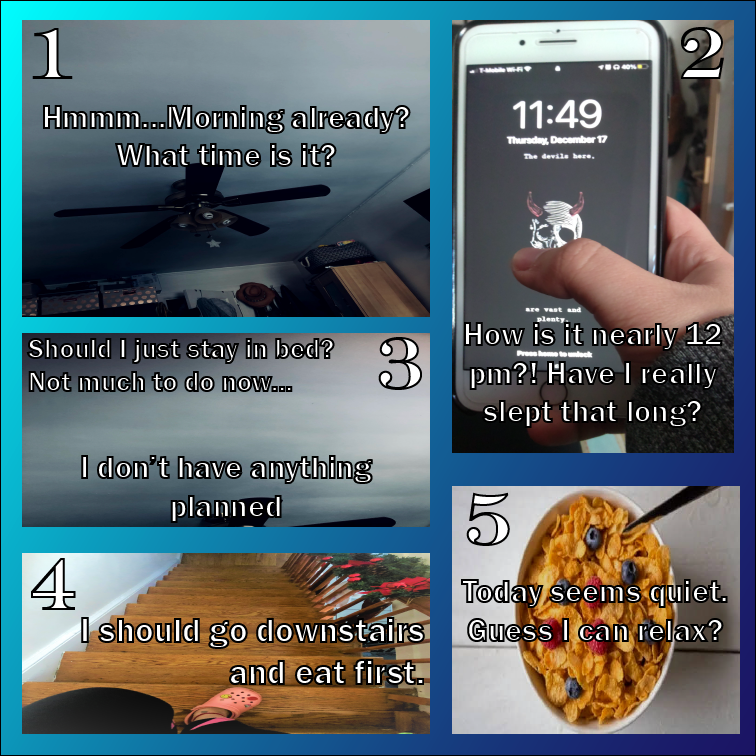 1
Hmmm...Morning already?
What time is it?
2
T-Mobile Wi-Fi
40%
11:49
Thursday, December 17
The devils here,
are vast and
plenty.
Press home to unlock
How is it nearly 12
pm?! Have I really
slept that long?
3
Should I just stay in bed?
Not much to do now...
I don't have anything
planned
4
I should go downstairs
and eat first.
5
Today seems quiet.
Guess I can relax?